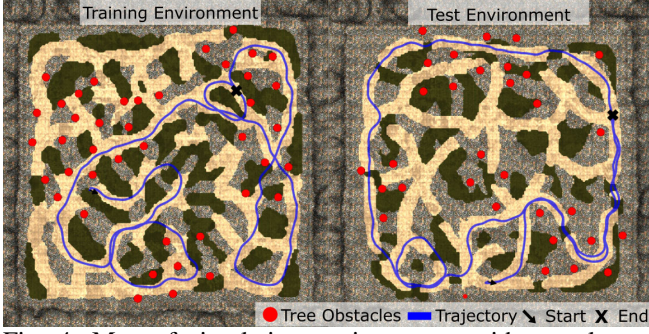 Training Environment
Test Environment
Tree Obstacles Trajectory Start End